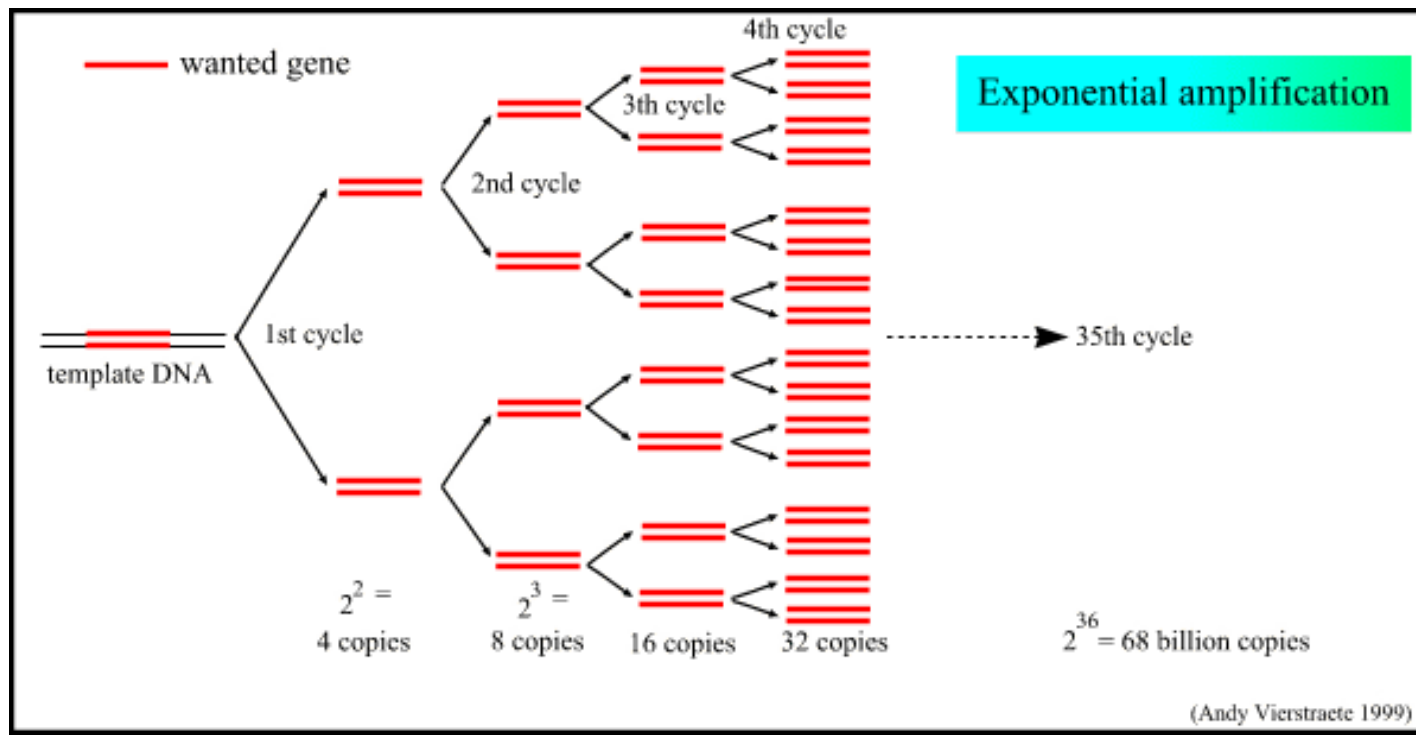 4th cycle
wanted gene
Exponential amplification
3th cycle
2nd cycle
1st cycle
35th cycle
template DNA
2^2 =
4 copies
2^3 =
8 copies
16 copies
32 copies
2^36 = 68 billion copies
(Andy Vierstraete 1999)